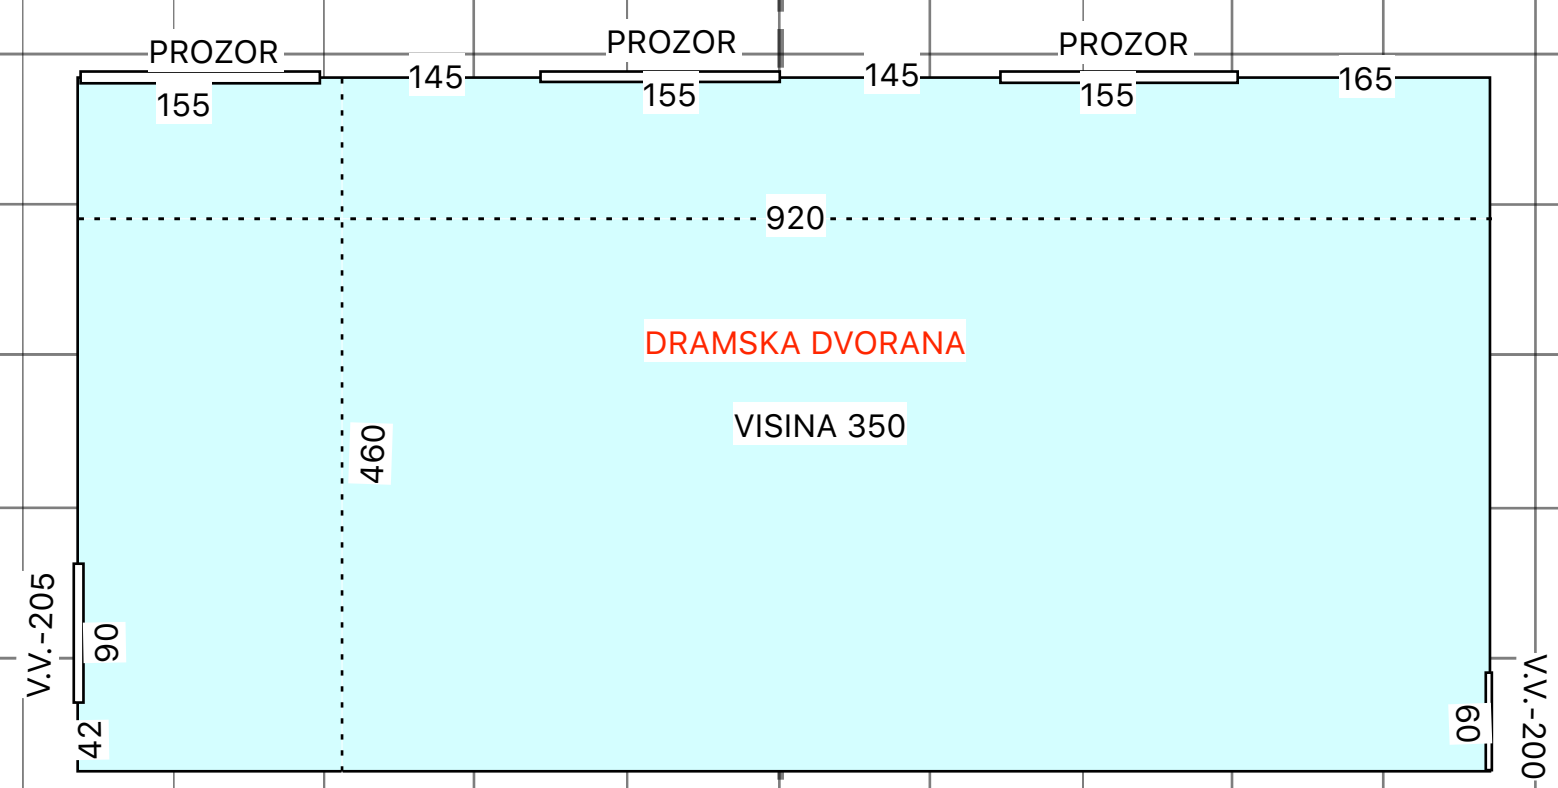 PROZOR
PROZOR
PROZOR
155
145
155
145
155
165
920
DRAMSKA DVORANA
VISINA 350
460
V.V.-205
90
42
60
V.V.-200